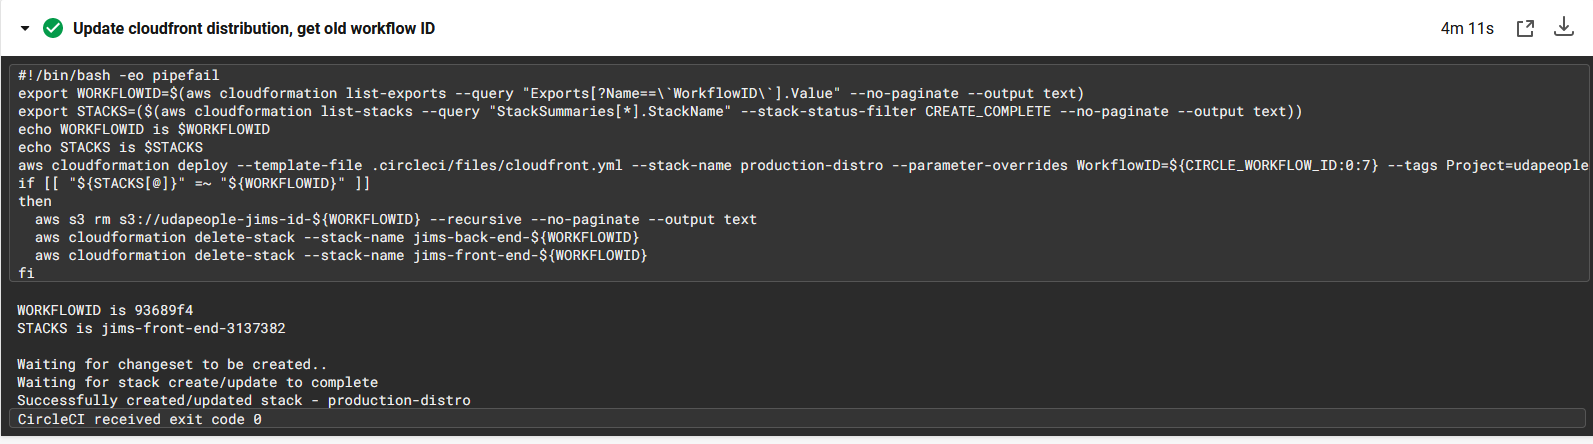 Update cloudfront distribution, get old workflow ID
4m 11s
#!/bin/bash -eo pipefail
export WORKFLOWID=$(aws cloudformation list-exports --query "Exports[?Name==\`WorkflowID\`].Value" --no-paginate --output text)
export STACKS=($(aws cloudformation list-stacks --query "StackSummaries[*].StackName" --stack-status-filter CREATE_COMPLETE --no-paginate --output text))
echo WORKFLOWID is $WORKFLOWID
echo STACKS is $STACKS
aws cloudformation deploy --template-file .circleci/files/cloudfront.yml --stack-name production-distro --parameter-overrides WorkflowID=${CIRCLE_WORKFLOW_ID:0:7} --tags Project=udapeople
if [[ "${STACKS[@]}" =~ "${WORKFLOWID}" ]]
then
  aws s3 rm s3://udapeople-jims-id-${WORKFLOWID} --recursive --no-paginate --output text
  aws cloudformation delete-stack --stack-name jims-back-end-${WORKFLOWID}
  aws cloudformation delete-stack --stack-name jims-front-end-${WORKFLOWID}
fi
WORKFLOWID is 93689f4
STACKS is jims-front-end-3137382
Waiting for changeset to be created..
Waiting for stack create/update to complete
Successfully created/updated stack - production-distro
CircleCI received exit code 0